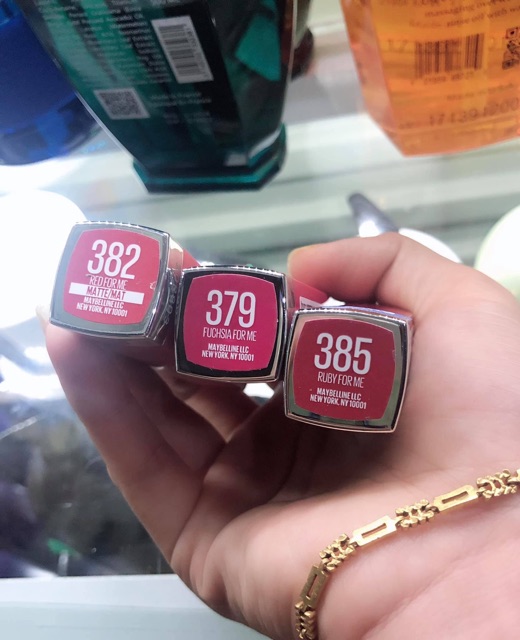 382
RED FOR ME
MATTE/MAT
MAYBELLINE LLC
NEW YORK, NY 10001
379
FUCHSIA FOR ME
MAYBELLINE LLC
NEW YORK, NY 10001
385
RUBY FOR ME
MAYBELLINE LLC
NEW YORK, NY 10001